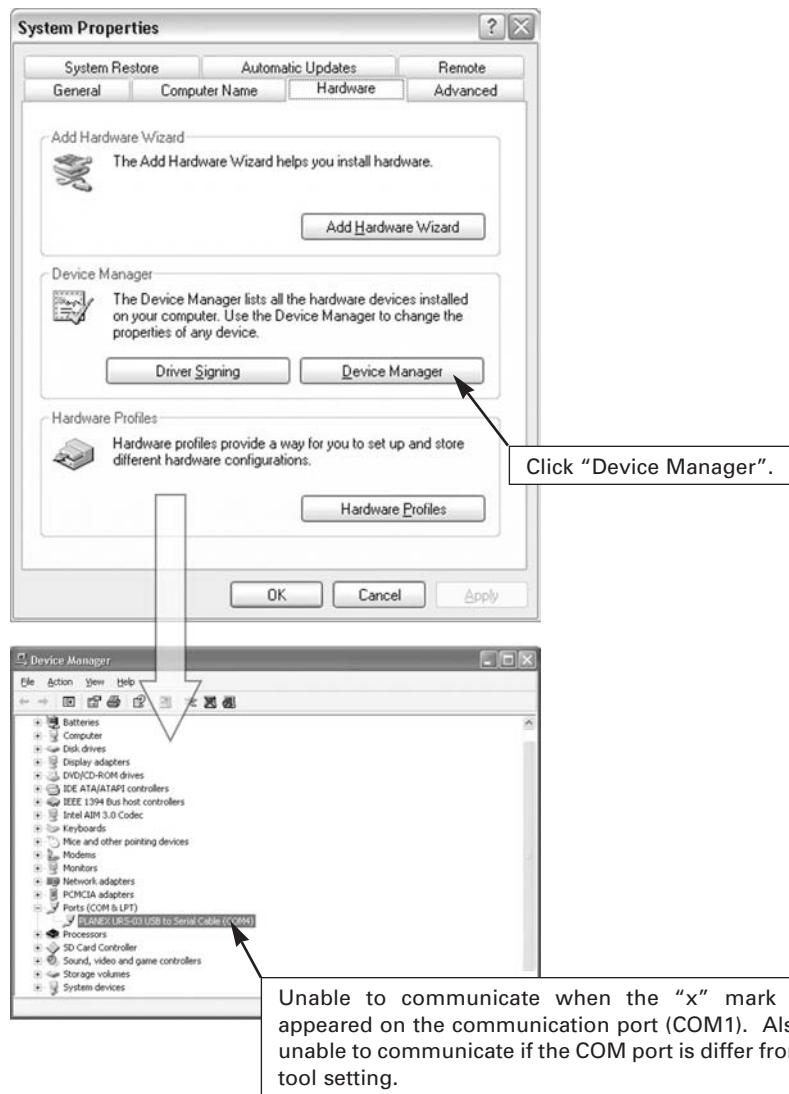 System Properties
System Restore Automatic Updates Remote
General Computer Name Hardware Advanced
Add Hardware Wizard
The Add Hardware Wizard helps you install hardware.
Add Hardware Wizard
Device Manager
The Device Manager lists all the hardware devices installed
on your computer. Use the Device Manager to change the
properties of any device.
Driver Signing Device Manager
Hardware Profiles
Hardware profiles provide a way for you to set up and store
different hardware configurations.
Hardware Profiles
Click “Device Manager”.
OK Cancel Apply
Device Manager
File Action View Help
Batteries
Computer
Disk drives
Display adapters
DVD/CD-ROM drives
IDE ATA/ATAPI controllers
IEEE 1394 Bus host controllers
Intel AIM 3.0 Codec
Keyboards
Mice and other pointing devices
Modems
Monitors
Network adapters
PCMCIA adapters
Ports (COM & LPT)
PLANEX URS-03 USB to Serial Cable (COM4)
Processors
SD Card Controller
Sound, video and game controllers
Storage volumes
System devices
Unable to communicate when the “x” mark
appeared on the communication port (COM1). Als
unable to communicate if the COM port is differ fro
tool setting.